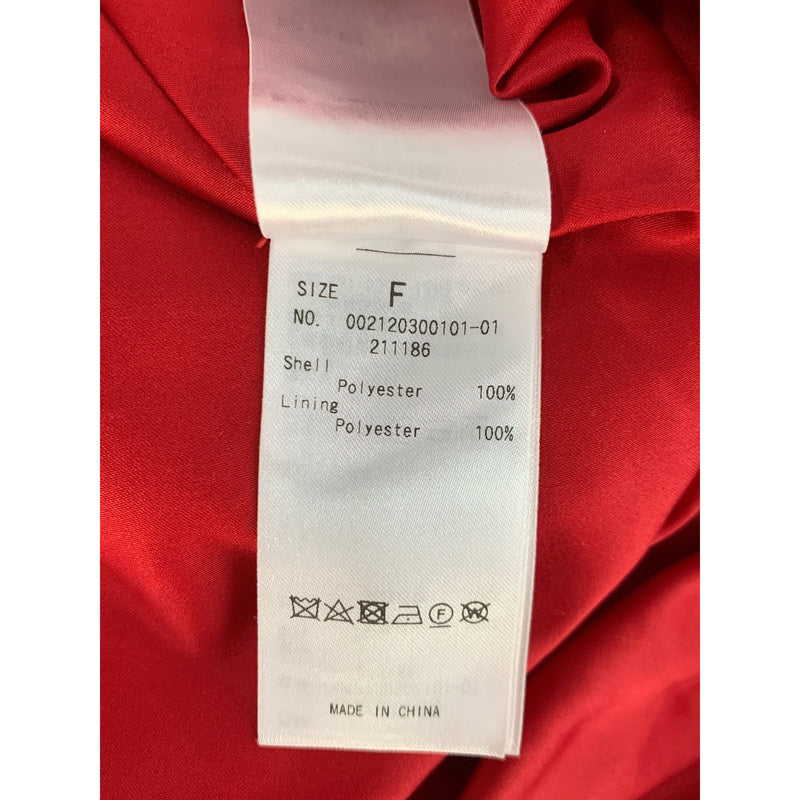 SIZE F
NO. 002120300101-01
211186
Shell
Polyester 100%
Lining
Polyester 100%
F W
MADE IN CHINA